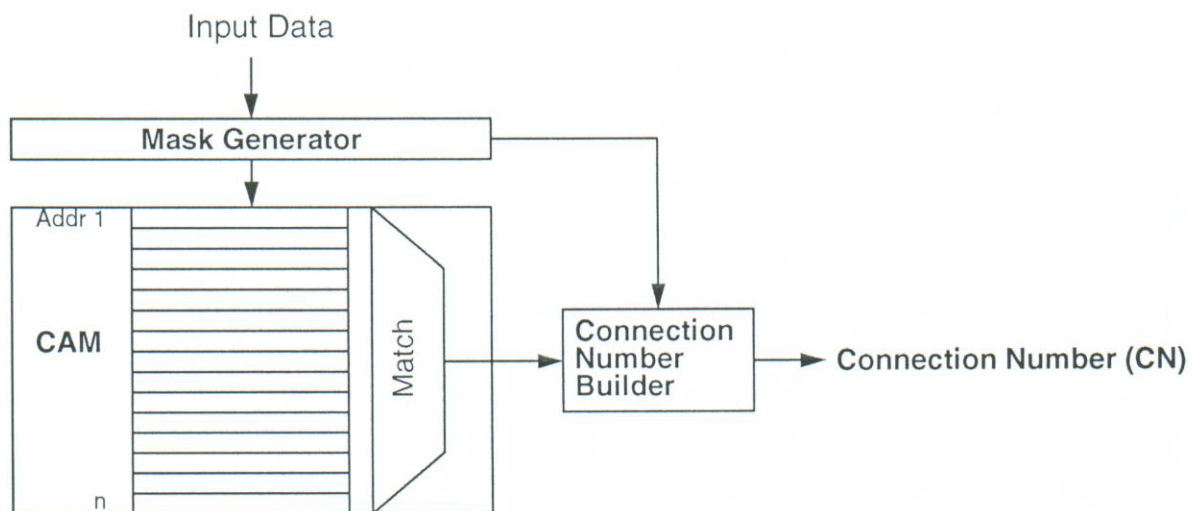 Input Data
Mask Generator
Addr 1
CAM
n
Match
Connection
Number
Builder
Connection Number (CN)